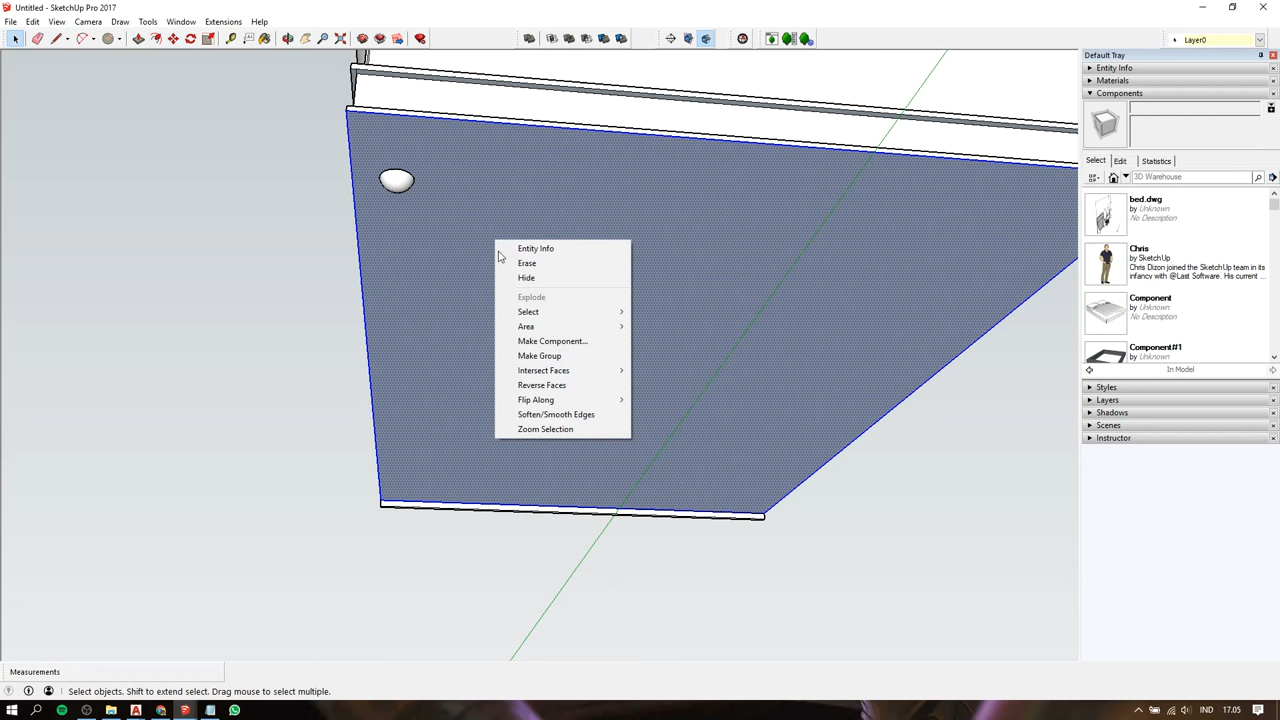 Untitled - SketchUp Pro 2017
File Edit View Camera Draw Tools Window Extensions Help
Layer0
Default Tray
Entity Info
Materials
Components
Select Edit Statistics
3D Warehouse
bed.dwg
by Unknown
No Description
Chris
by SketchUp
Chris Dizon joined the SketchUp team in its
infancy with @Last Software. His current ...
Component
by Unknown
No Description
Component#1
by Unknown
In Model
Styles
Layers
Shadows
Scenes
Instructor
Entity Info
Erase
Hide
Explode
Select
Area
Make Component...
Make Group
Intersect Faces
Reverse Faces
Flip Along
Soften/Smooth Edges
Zoom Selection
Measurements
Select objects. Shift to extend select. Drag mouse to select multiple.
IND 17.05